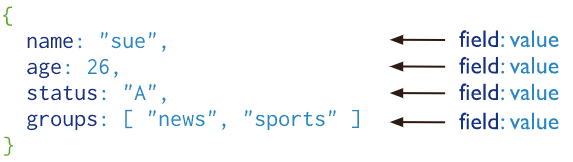 {
name: "sue", field: value
age: 26, field: value
status: "A", field: value
groups: [ "news", "sports" ] field: value
}